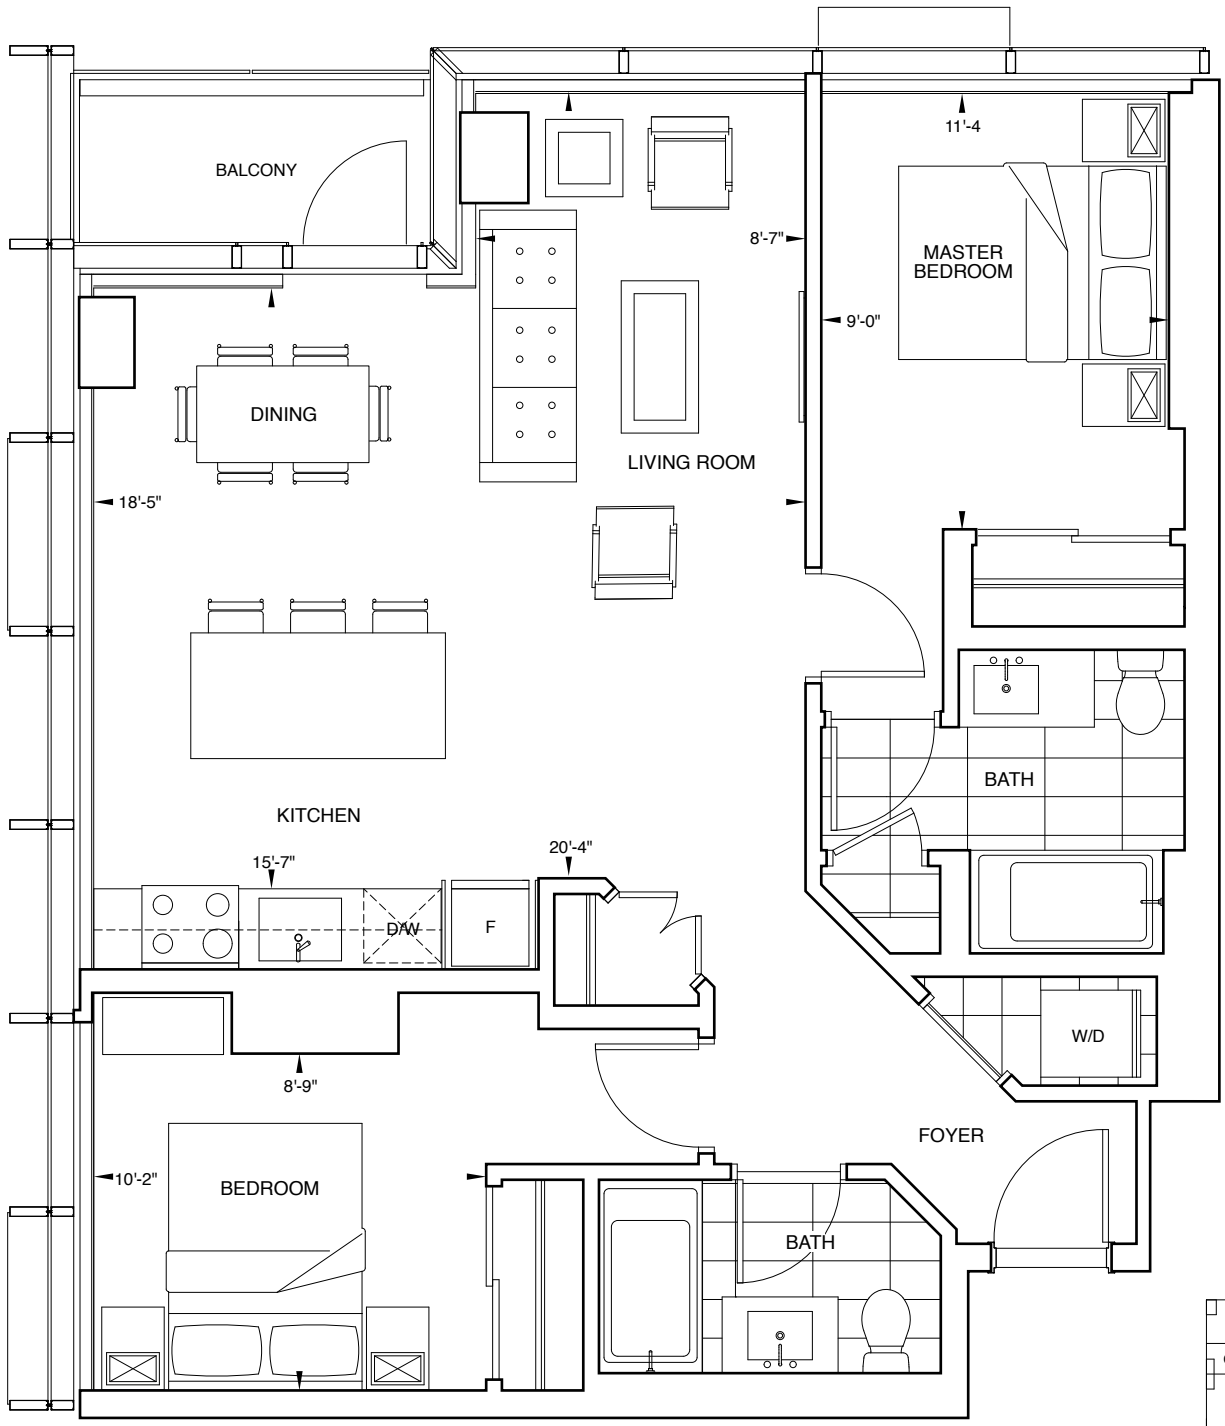 BALCONY
11'-4
8'-7"
MASTER
BEDROOM
9'-0"
DINING
LIVING ROOM
18'-5"
BATH
KITCHEN
15'-7"
20'-4"
D/W
F
W/D
8'-9"
FOYER
10'-2"
BEDROOM
BATH